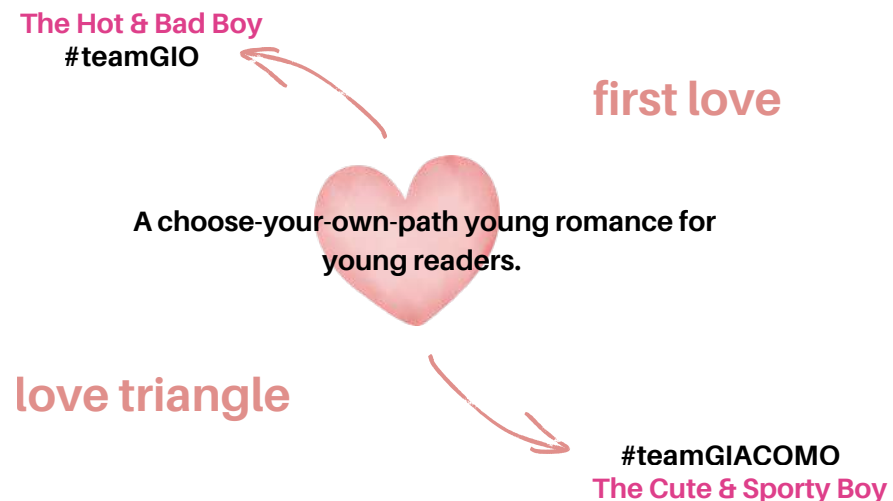 The Hot & Bad Boy
#teamGIO
first love
A choose-your-own-path young romance for
young readers.
love triangle
#teamGIACOMO
The Cute & Sporty Boy